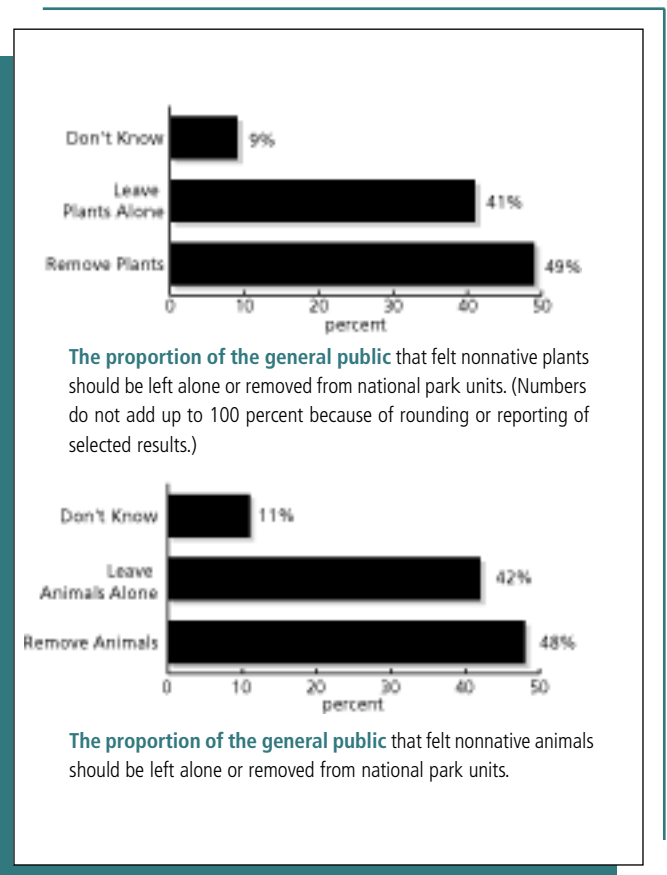 Don't Know
9%
Leave
Plants Alone
41%
Remove Plants
49%
0 10 20 30 40 50
percent
The proportion of the general public that felt nonnative plants
should be left alone or removed from national park units. (Numbers
do not add up to 100 percent because of rounding or reporting of
selected results.)
Don't Know
11%
Leave
Animals Alone
42%
Remove Animals
48%
0 10 20 30 40 50
percent
The proportion of the general public that felt nonnative animals
should be left alone or removed from national park units.